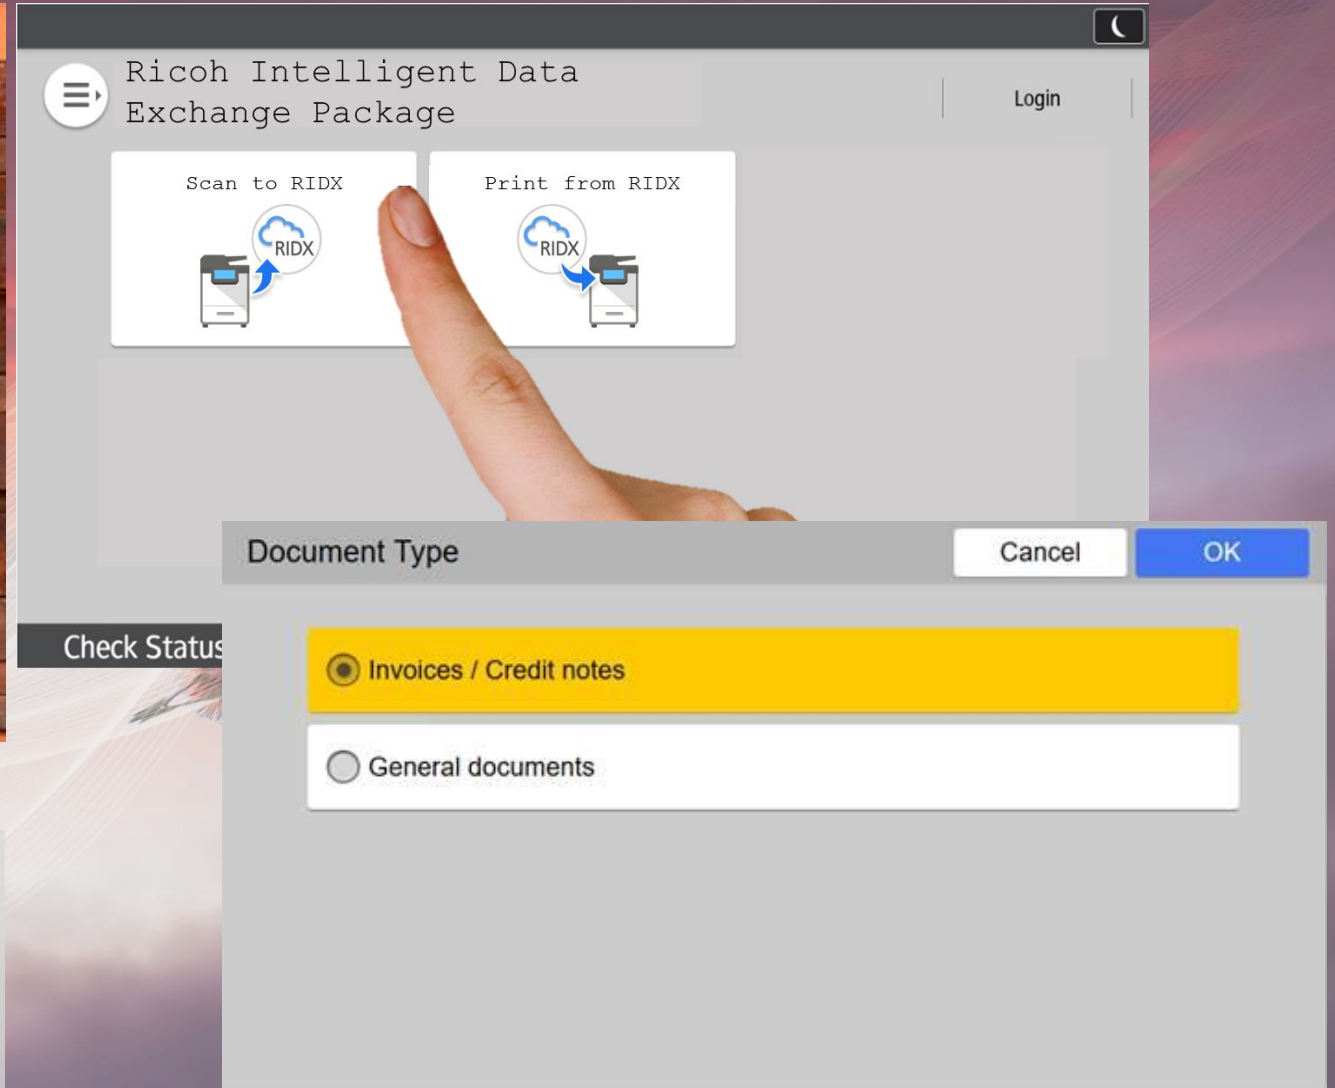 Ricoh Intelligent Data
Exchange Package
Login
Scan to RIDX
Print from RIDX
RIDX
RIDX
Document Type
Cancel
OK
Check Status
Invoices / Credit notes
General documents